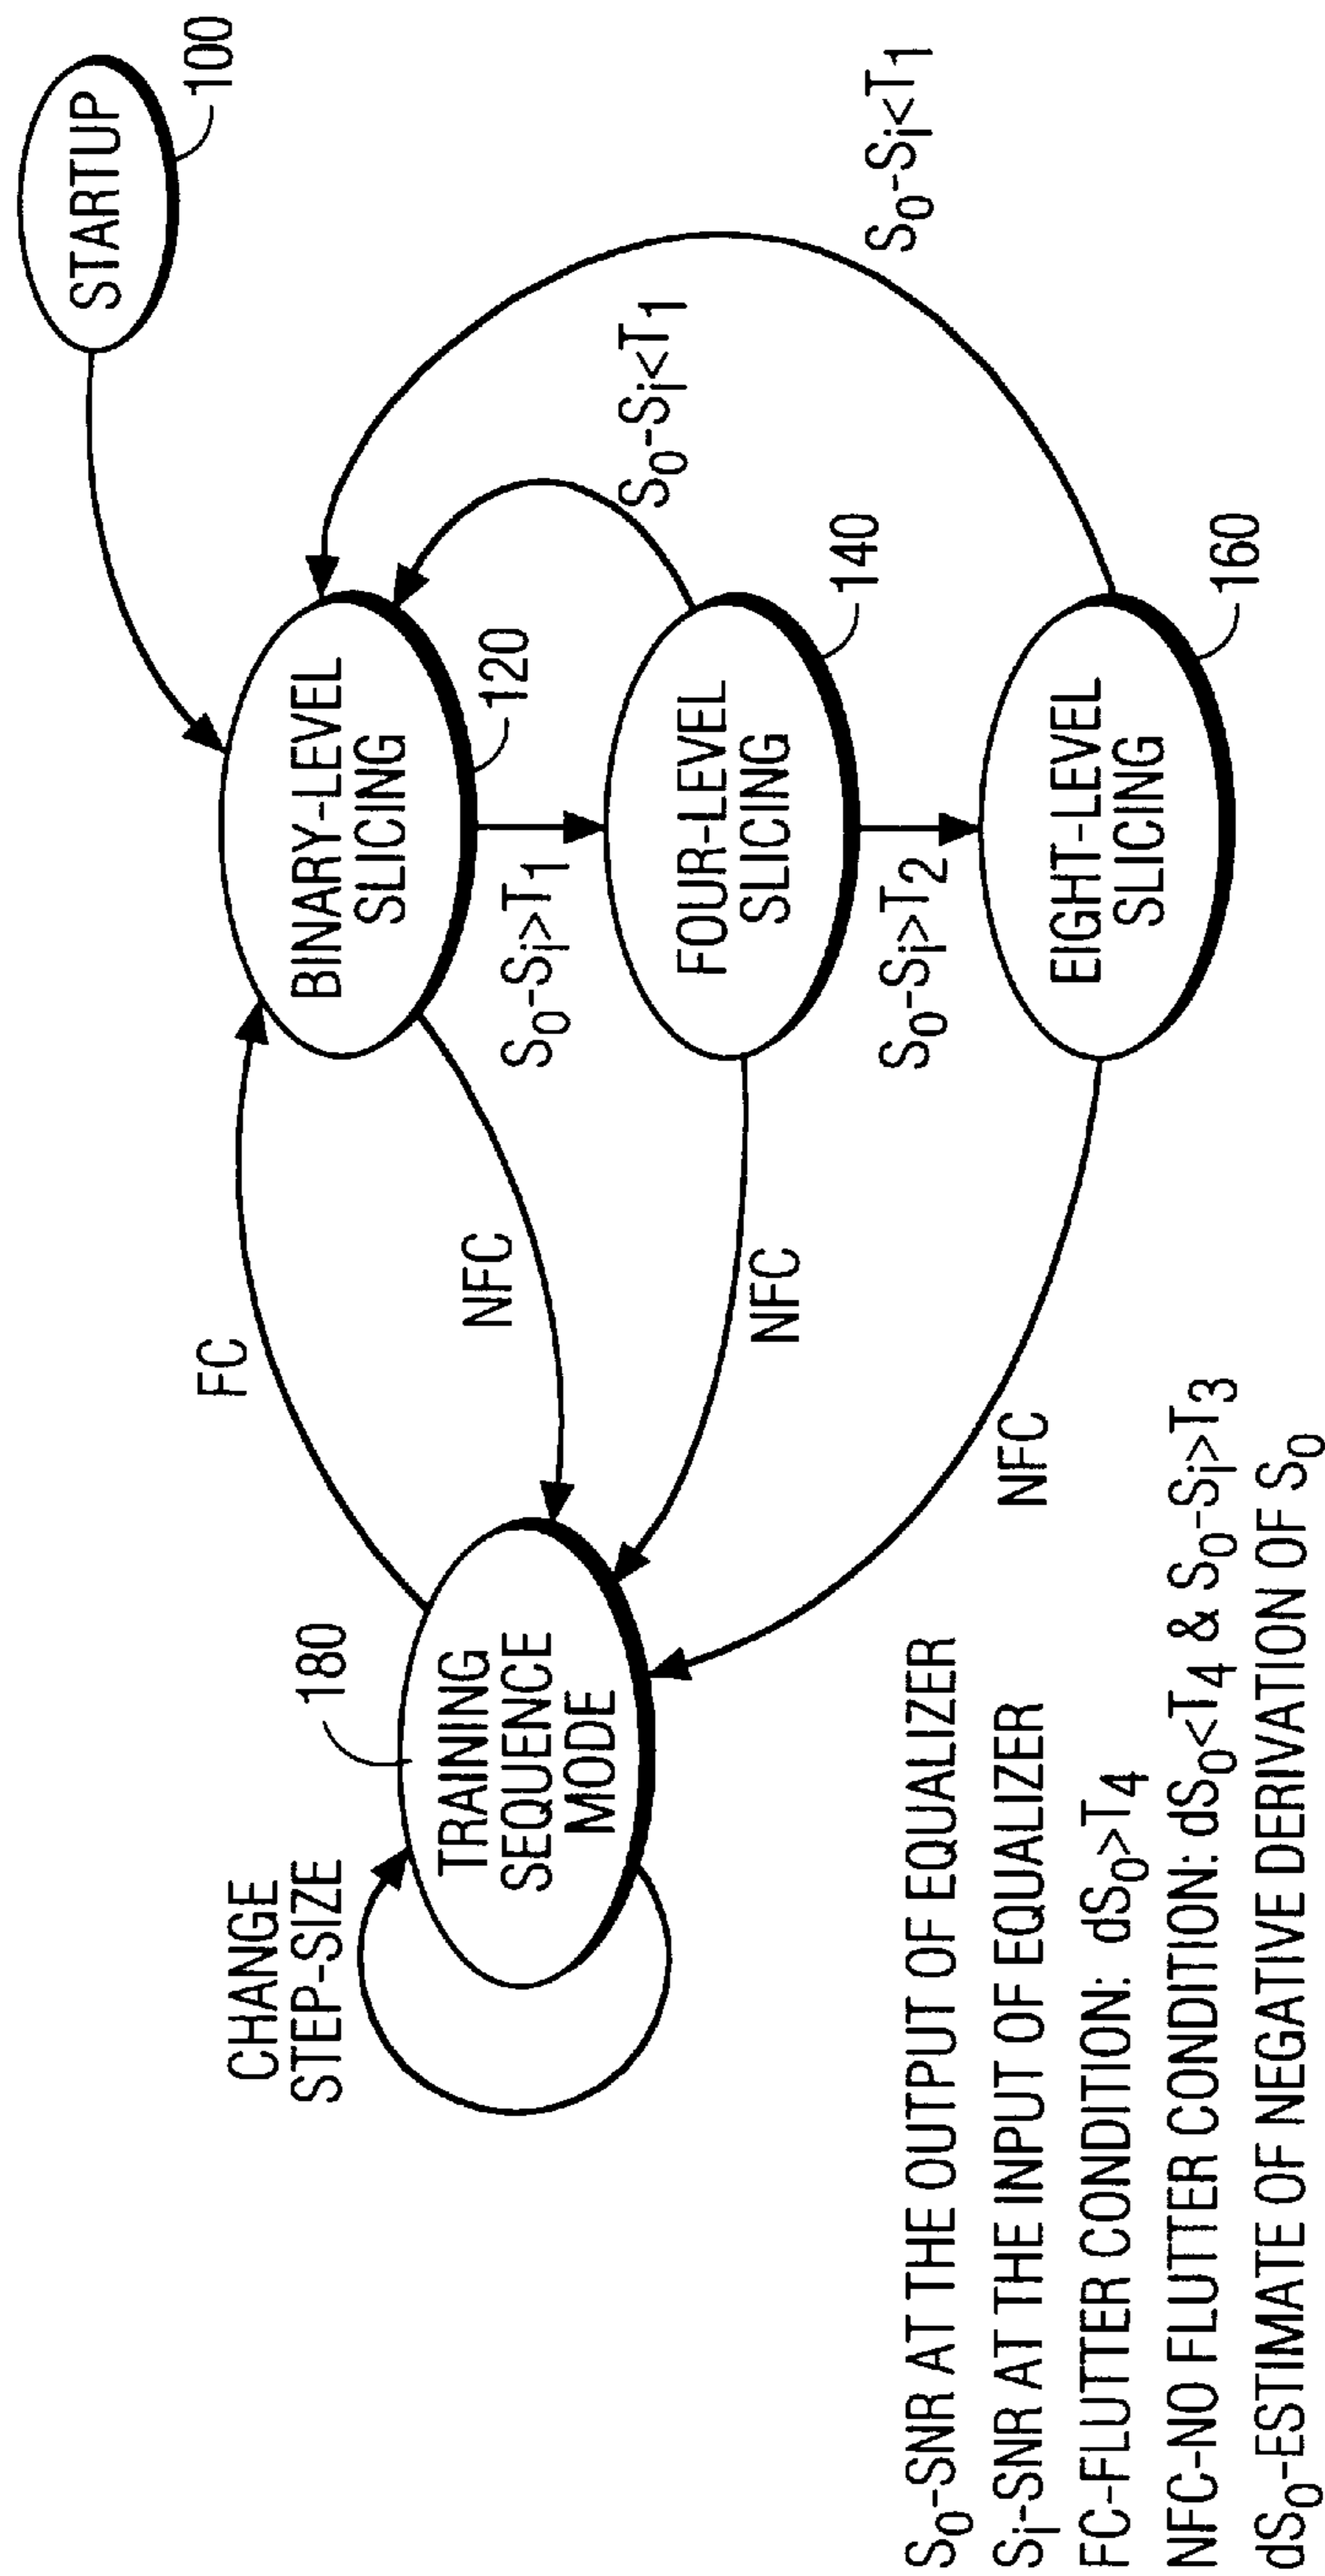 STARTUP
100
BINARY-LEVEL
SLICING
120
FC
NFC
S₀-Sᵢ>T₁
S₀-Sᵢ<T₁
S₀-Sᵢ<T₁
180
TRAINING
SEQUENCE
MODE
CHANGE
STEP-SIZE
FOUR-LEVEL
SLICING
140
NFC
S₀-Sᵢ>T₂
EIGHT-LEVEL
SLICING
160
NFC
S₀-SNR AT THE OUTPUT OF EQUALIZER
Sᵢ-SNR AT THE INPUT OF EQUALIZER
FC-FLUTTER CONDITION: dS₀>T₄
NFC-NO FLUTTER CONDITION: dS₀<T₄ & S₀-Sᵢ>T₃
dS₀-ESTIMATE OF NEGATIVE DERIVATION OF S₀